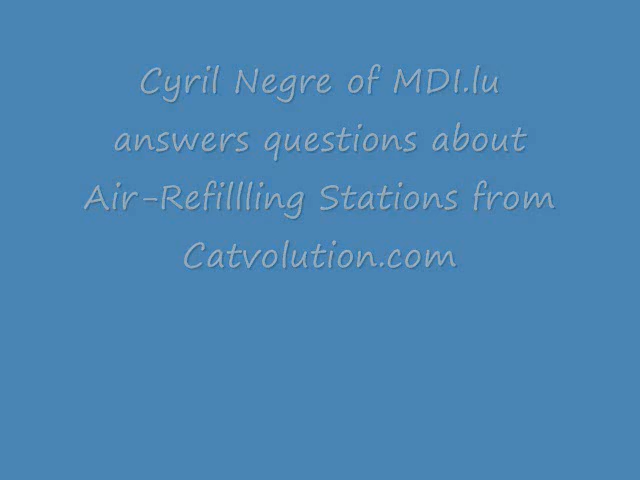 Cyril Negre of MDI.lu
answers questions about
Air-Refillling Stations from
Catvolution.com